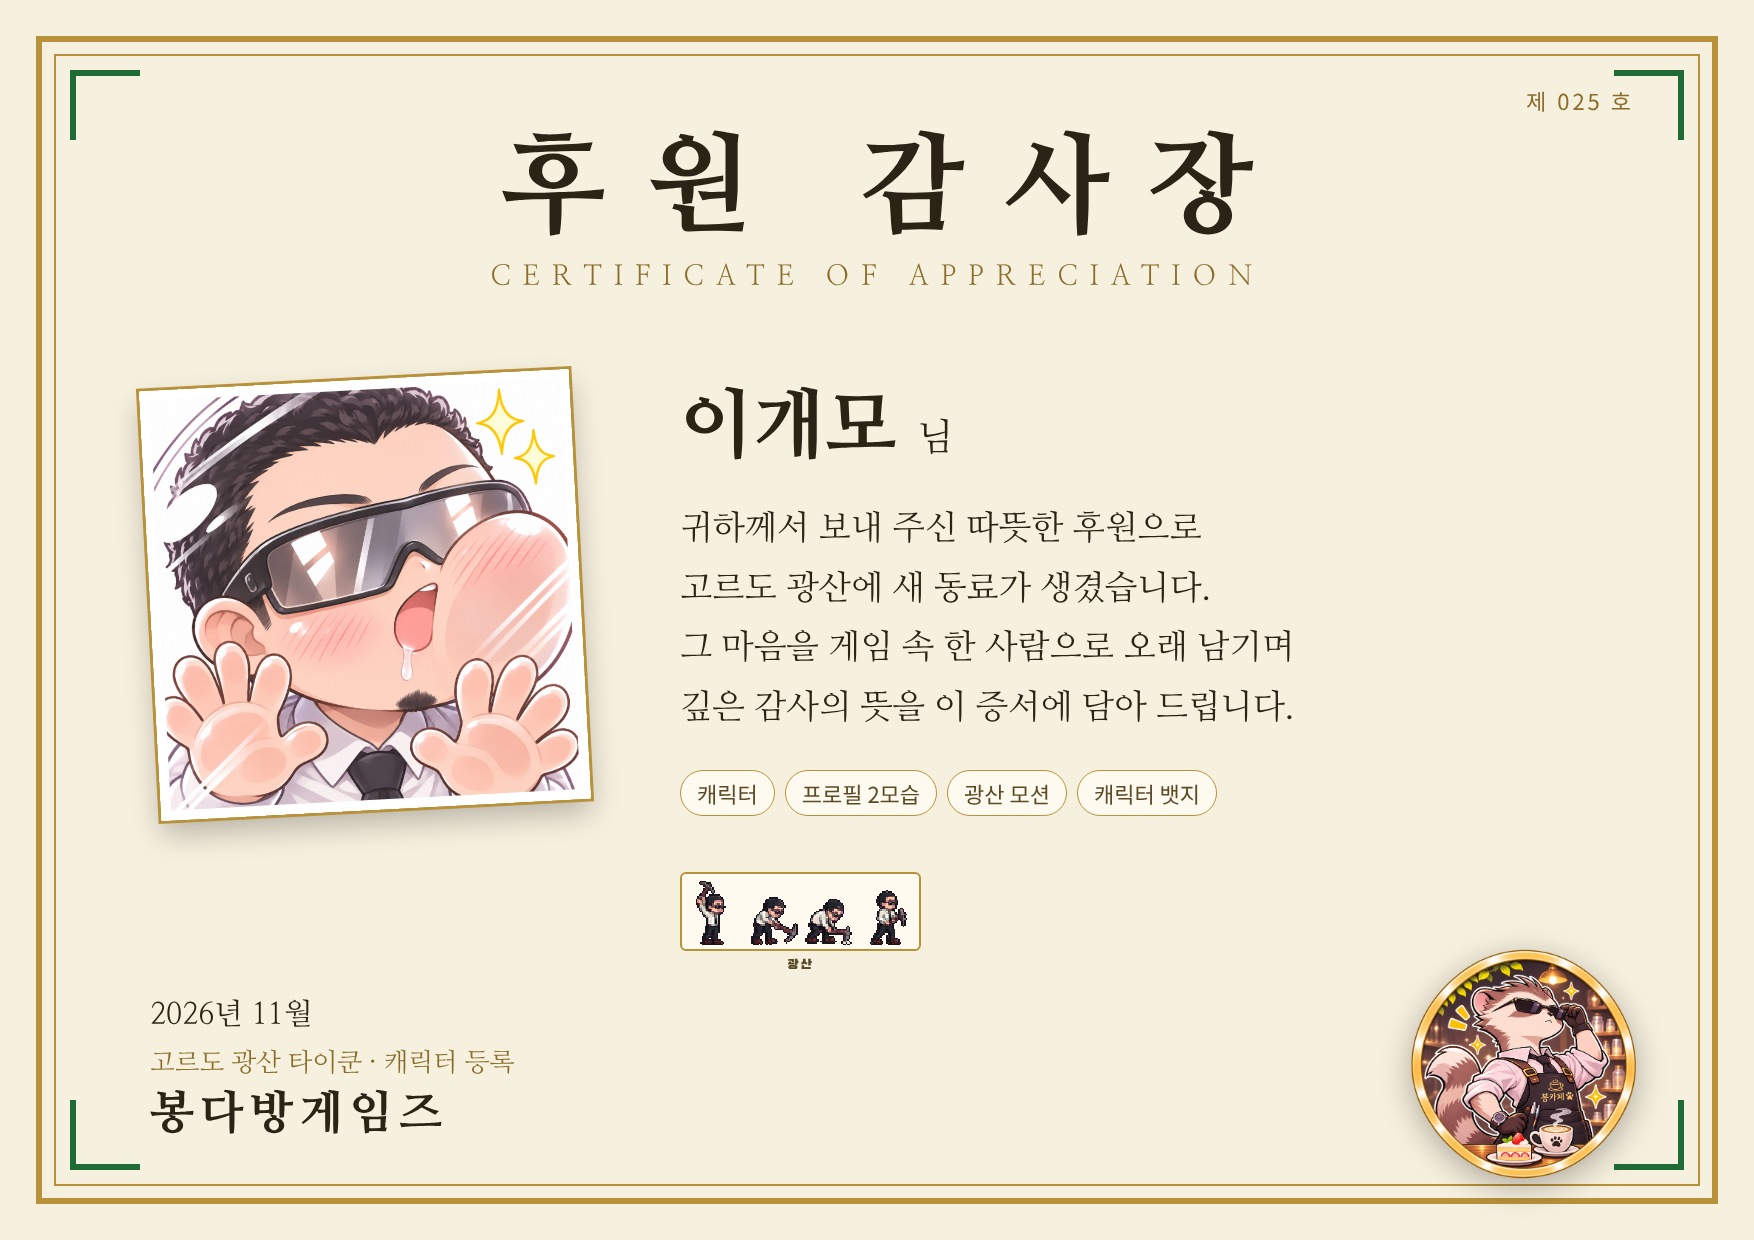 제 025 호
후원 감사장
CERTIFICATE OF APPRECIATION
이개모 님
귀하께서 보내 주신 따뜻한 후원으로
고르도 광산에 새 동료가 생겼습니다.
그 마음을 게임 속 한 사람으로 오래 남기며
깊은 감사의 뜻을 이 증서에 담아 드립니다.
캐릭터 프로필 2모습 광산 모션 캐릭터 뱃지
광산
2026년 11월
고르도 광산 타이쿤 · 캐릭터 등록
봉다방게임즈
봉카페